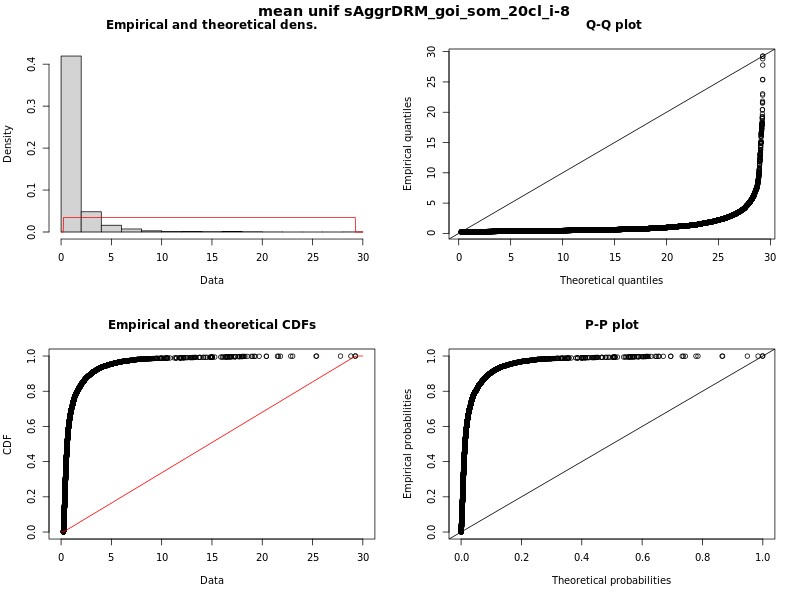 mean unif sAggrDRM_goi_som_20cl_i-8
Empirical and theoretical dens.
Density
0.0 0.1 0.2 0.3 0.4
0 5 10 15 20 25 30
Data
Q-Q plot
Empirical quantiles
0 5 10 15 20 25 30
0 5 10 15 20 25 30
Theoretical quantiles
Empirical and theoretical CDFs
CDF
0.0 0.2 0.4 0.6 0.8 1.0
0 5 10 15 20 25 30
Data
P-P plot
Empirical probabilities
0.0 0.2 0.4 0.6 0.8 1.0
0.0 0.2 0.4 0.6 0.8 1.0
Theoretical probabilities